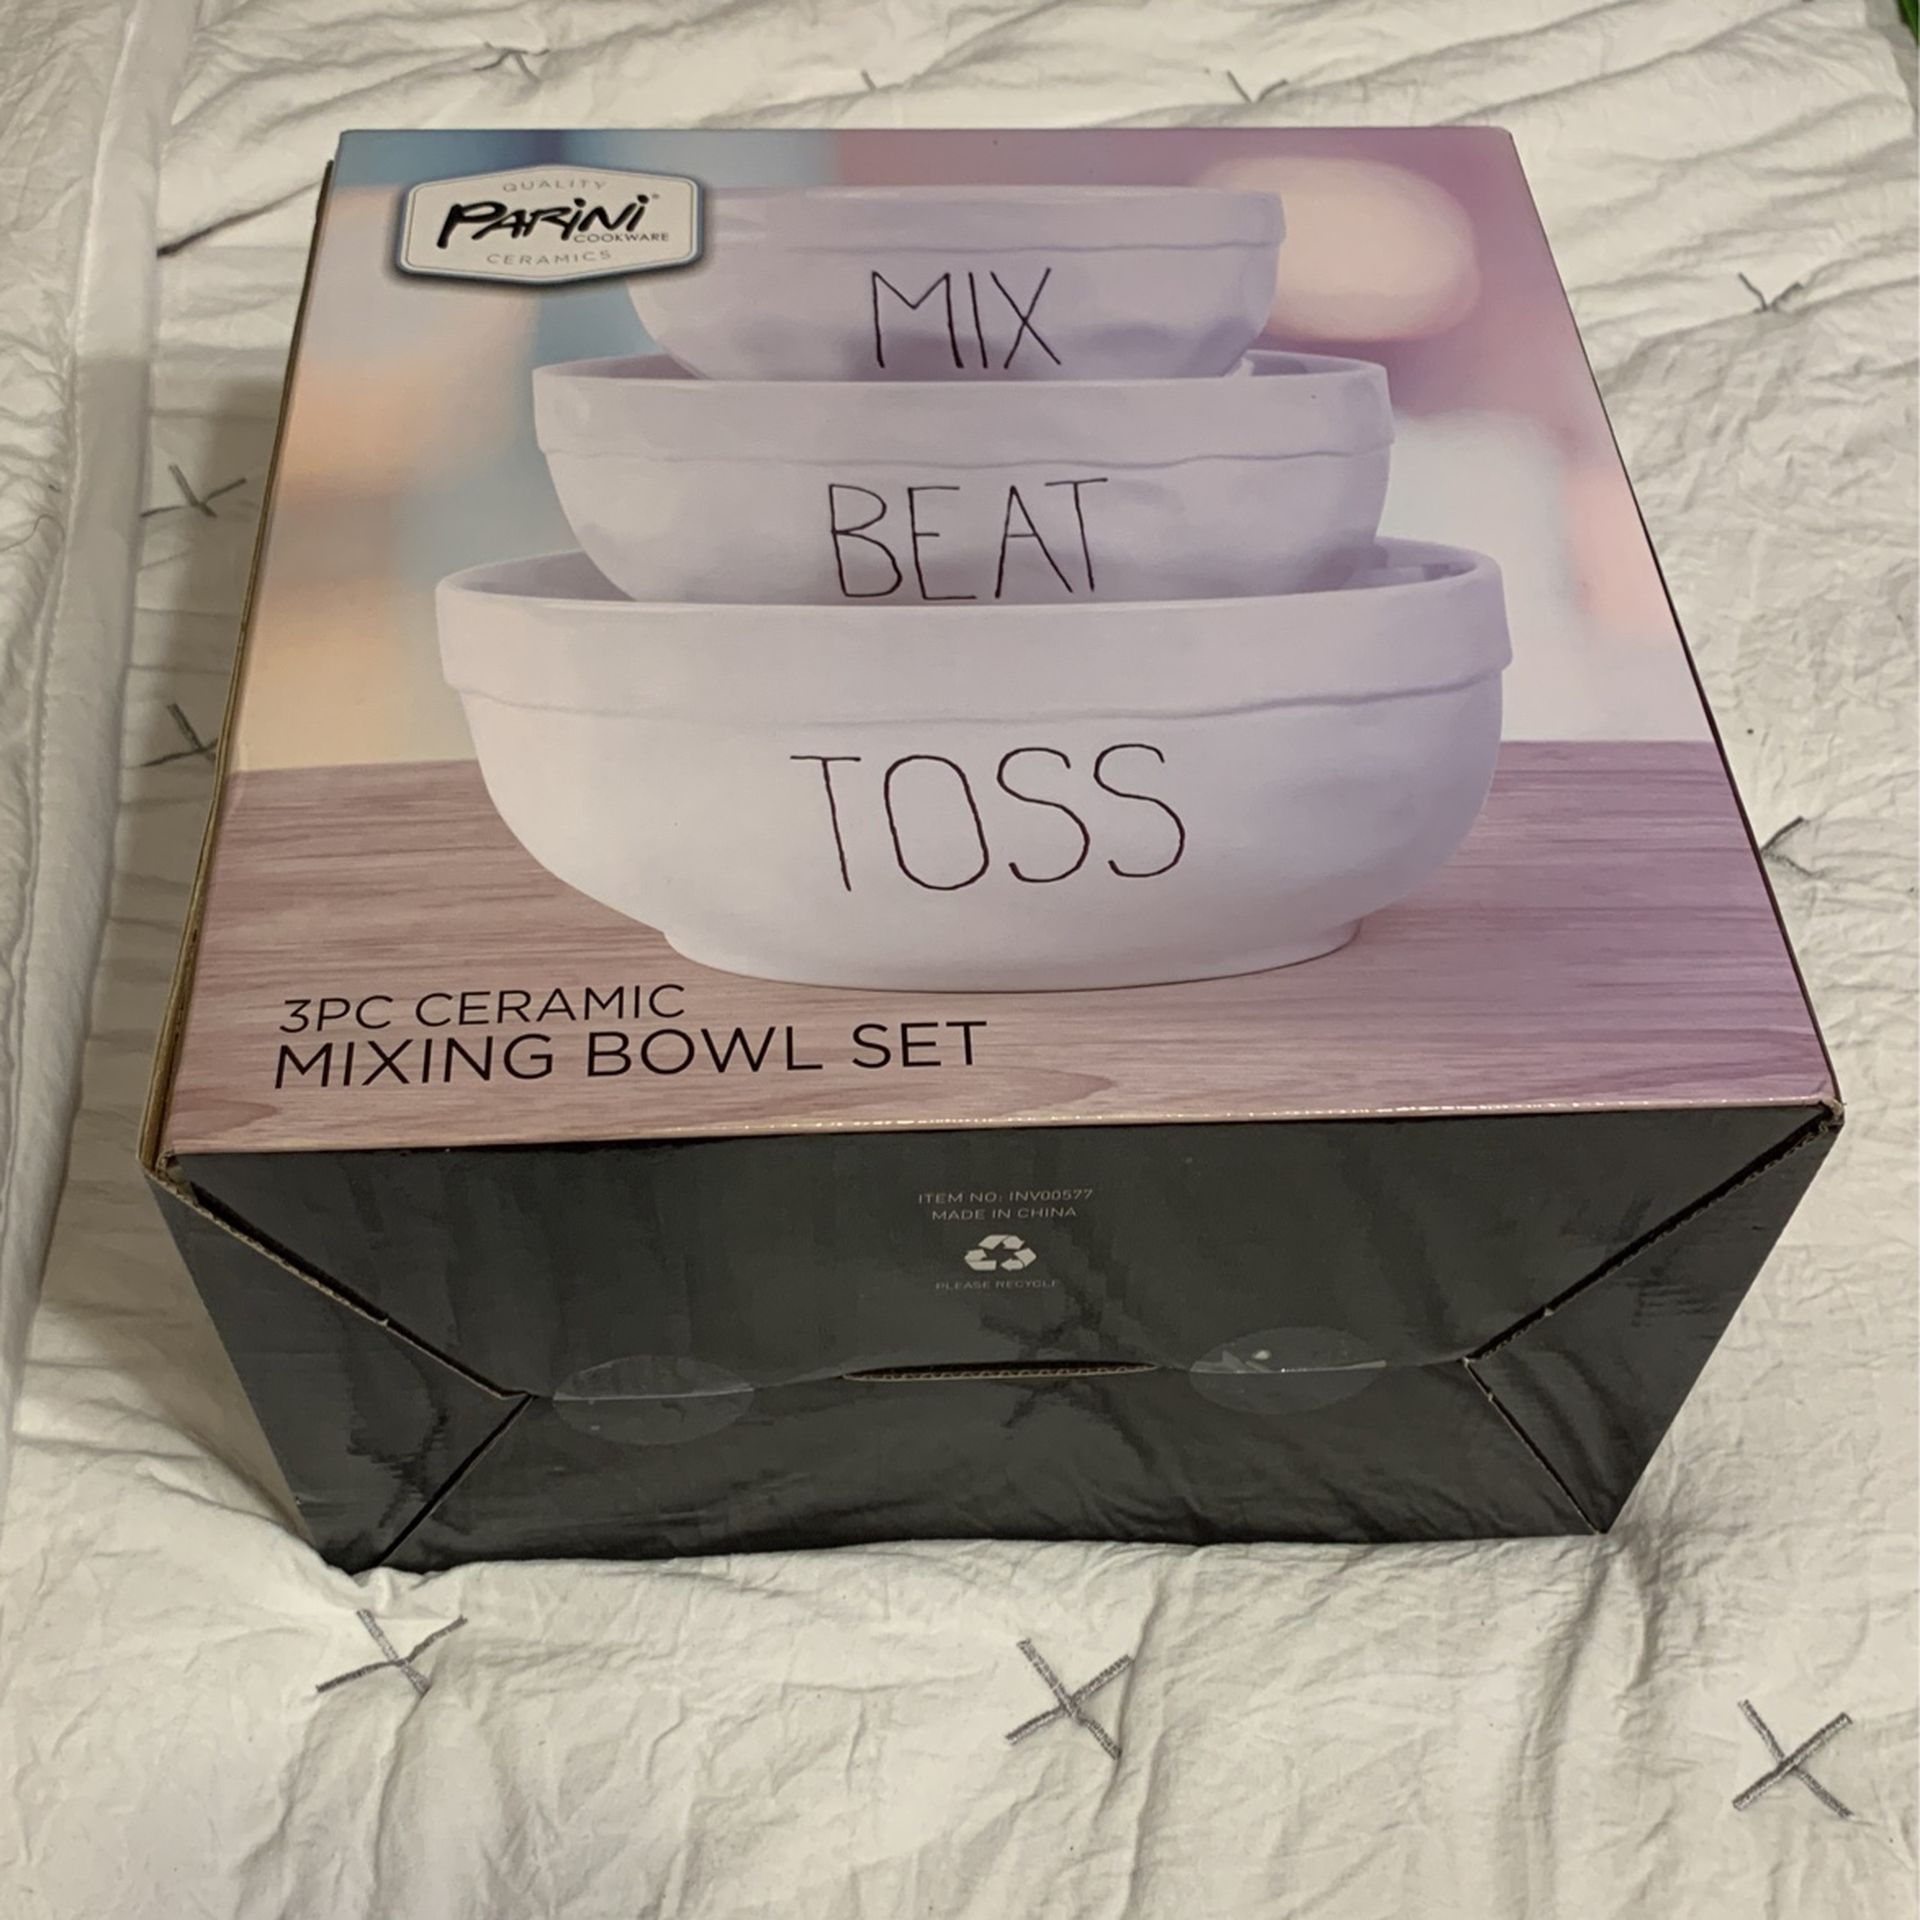 QUALITY
PARINI®
COOKWARE
CERAMICS
MIX
BEAT
TOSS
3PC CERAMIC
MIXING BOWL SET
ITEM NO: INV00577
MADE IN CHINA
PLEASE RECYCLE